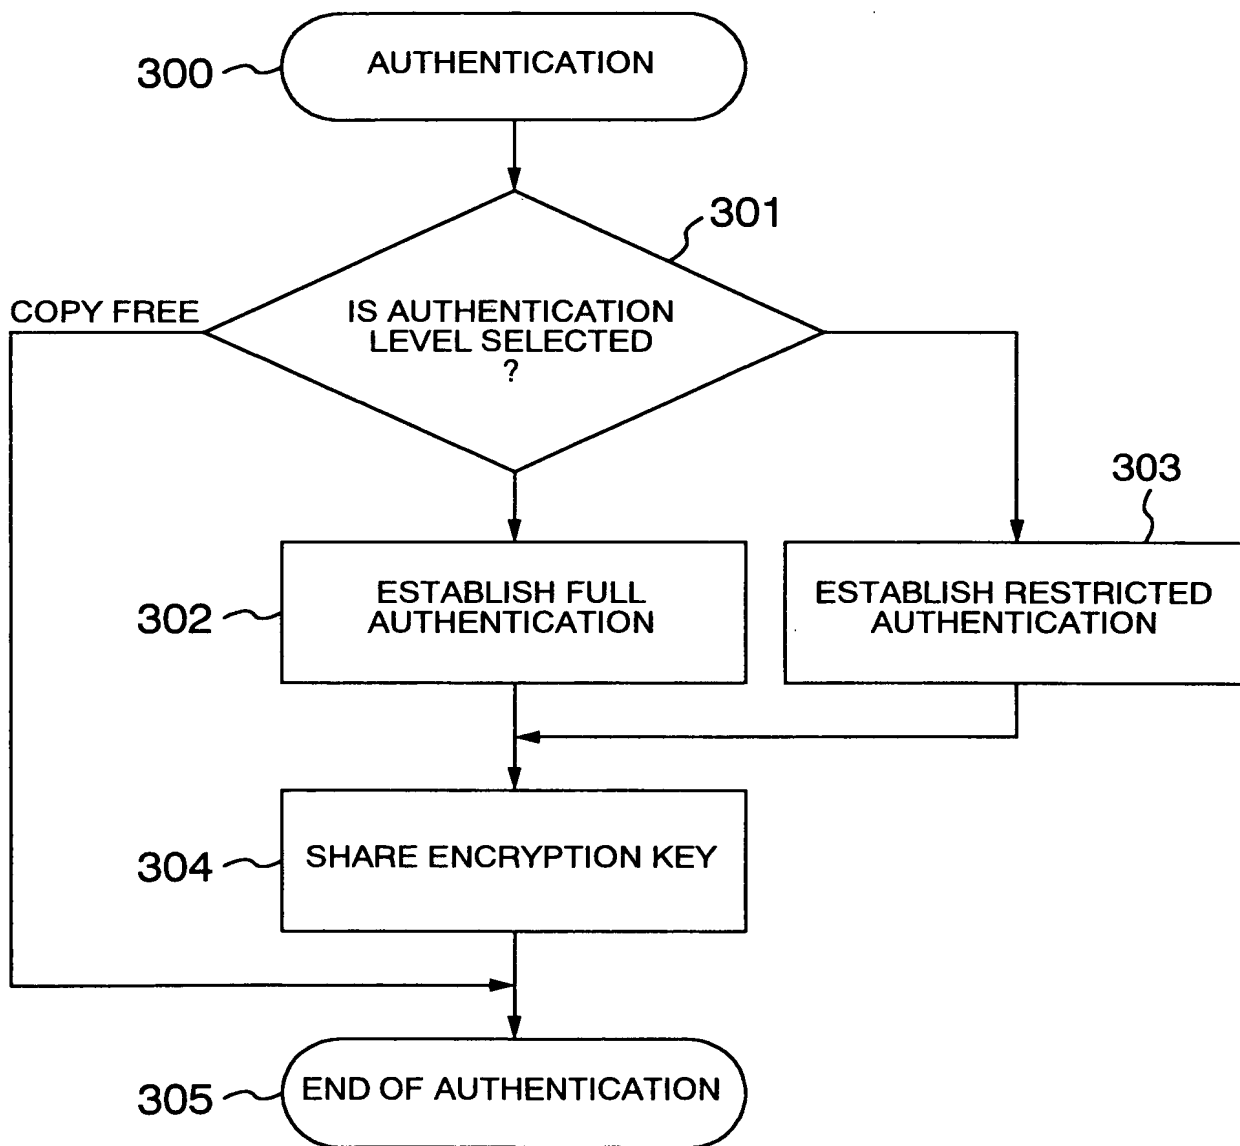 300
AUTHENTICATION
301
COPY FREE
IS AUTHENTICATION
LEVEL SELECTED
?
303
302
ESTABLISH FULL
AUTHENTICATION
ESTABLISH RESTRICTED
AUTHENTICATION
304
SHARE ENCRYPTION KEY
305
END OF AUTHENTICATION